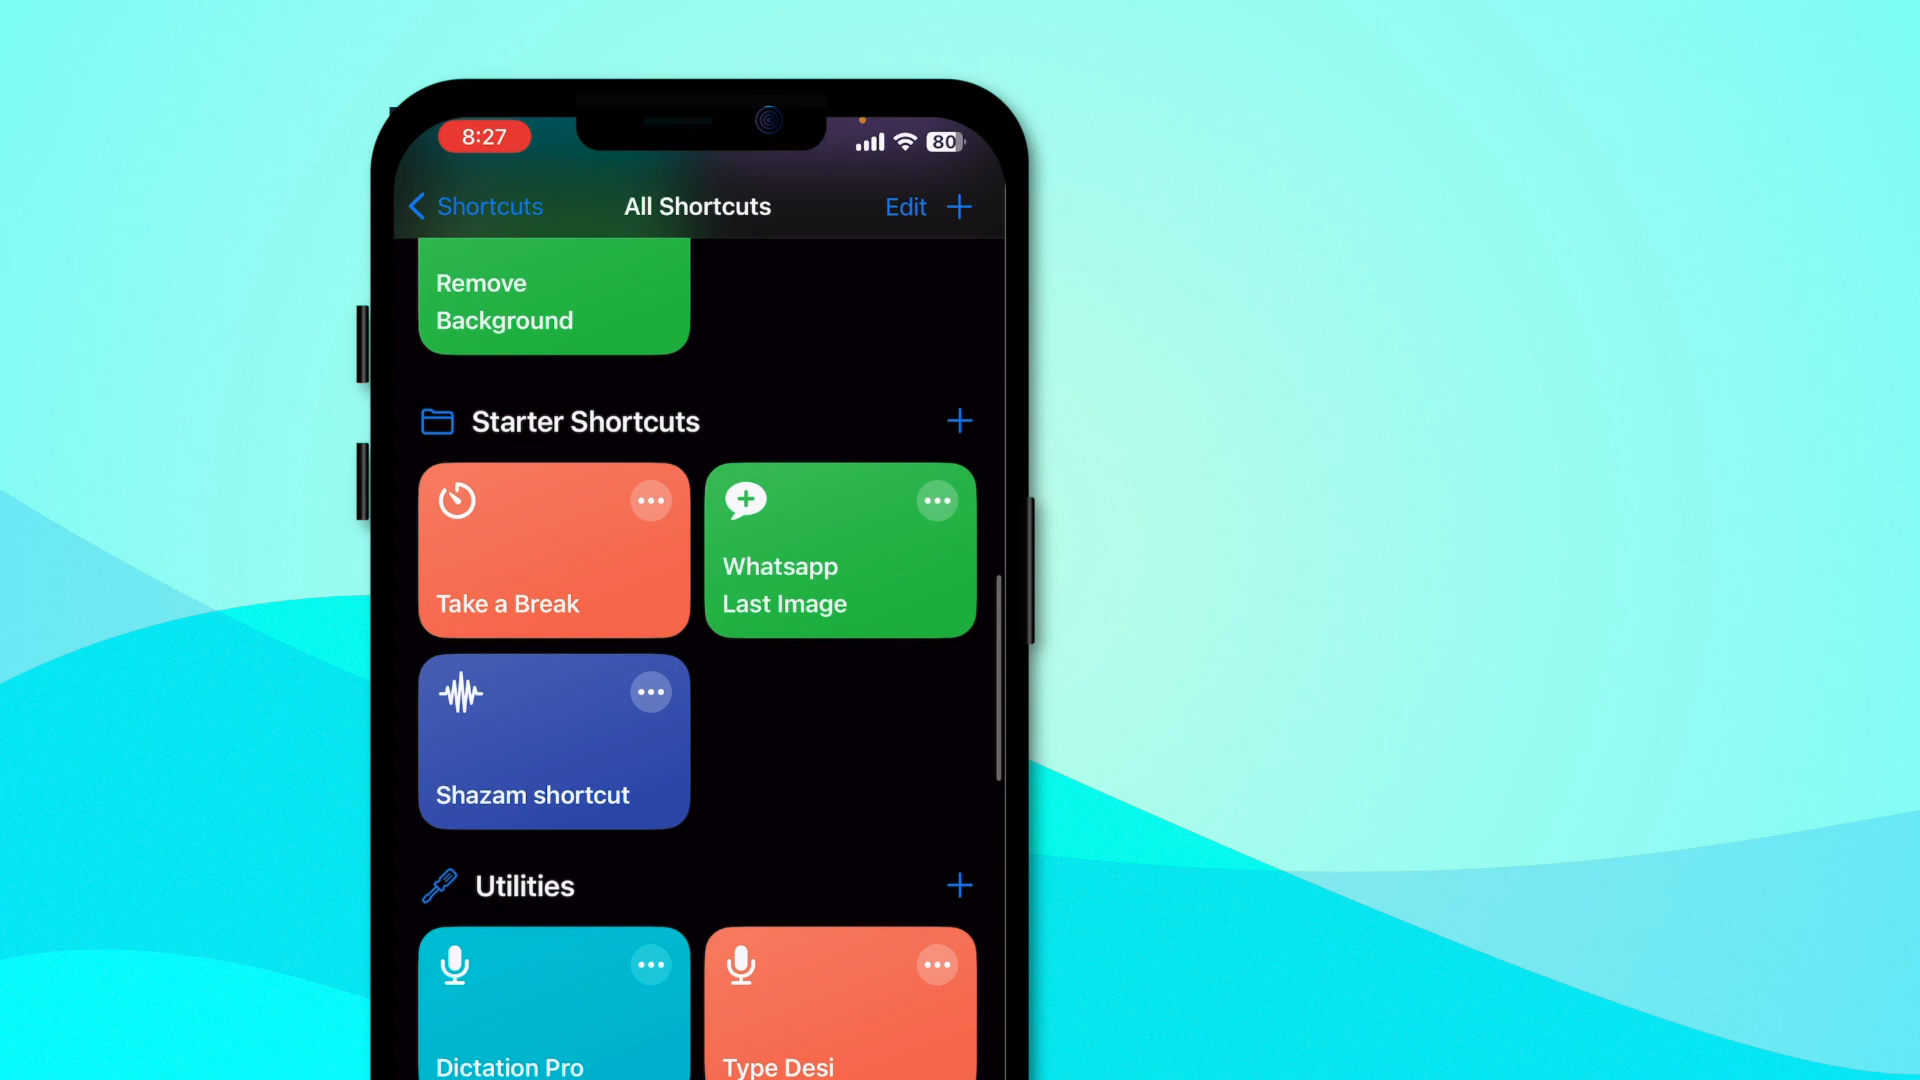 8:27
80
Shortcuts
All Shortcuts
Edit
Remove
Background
Starter Shortcuts
Take a Break
Whatsapp
Last Image
Shazam shortcut
Utilities
Dictation Pro
Type Desi